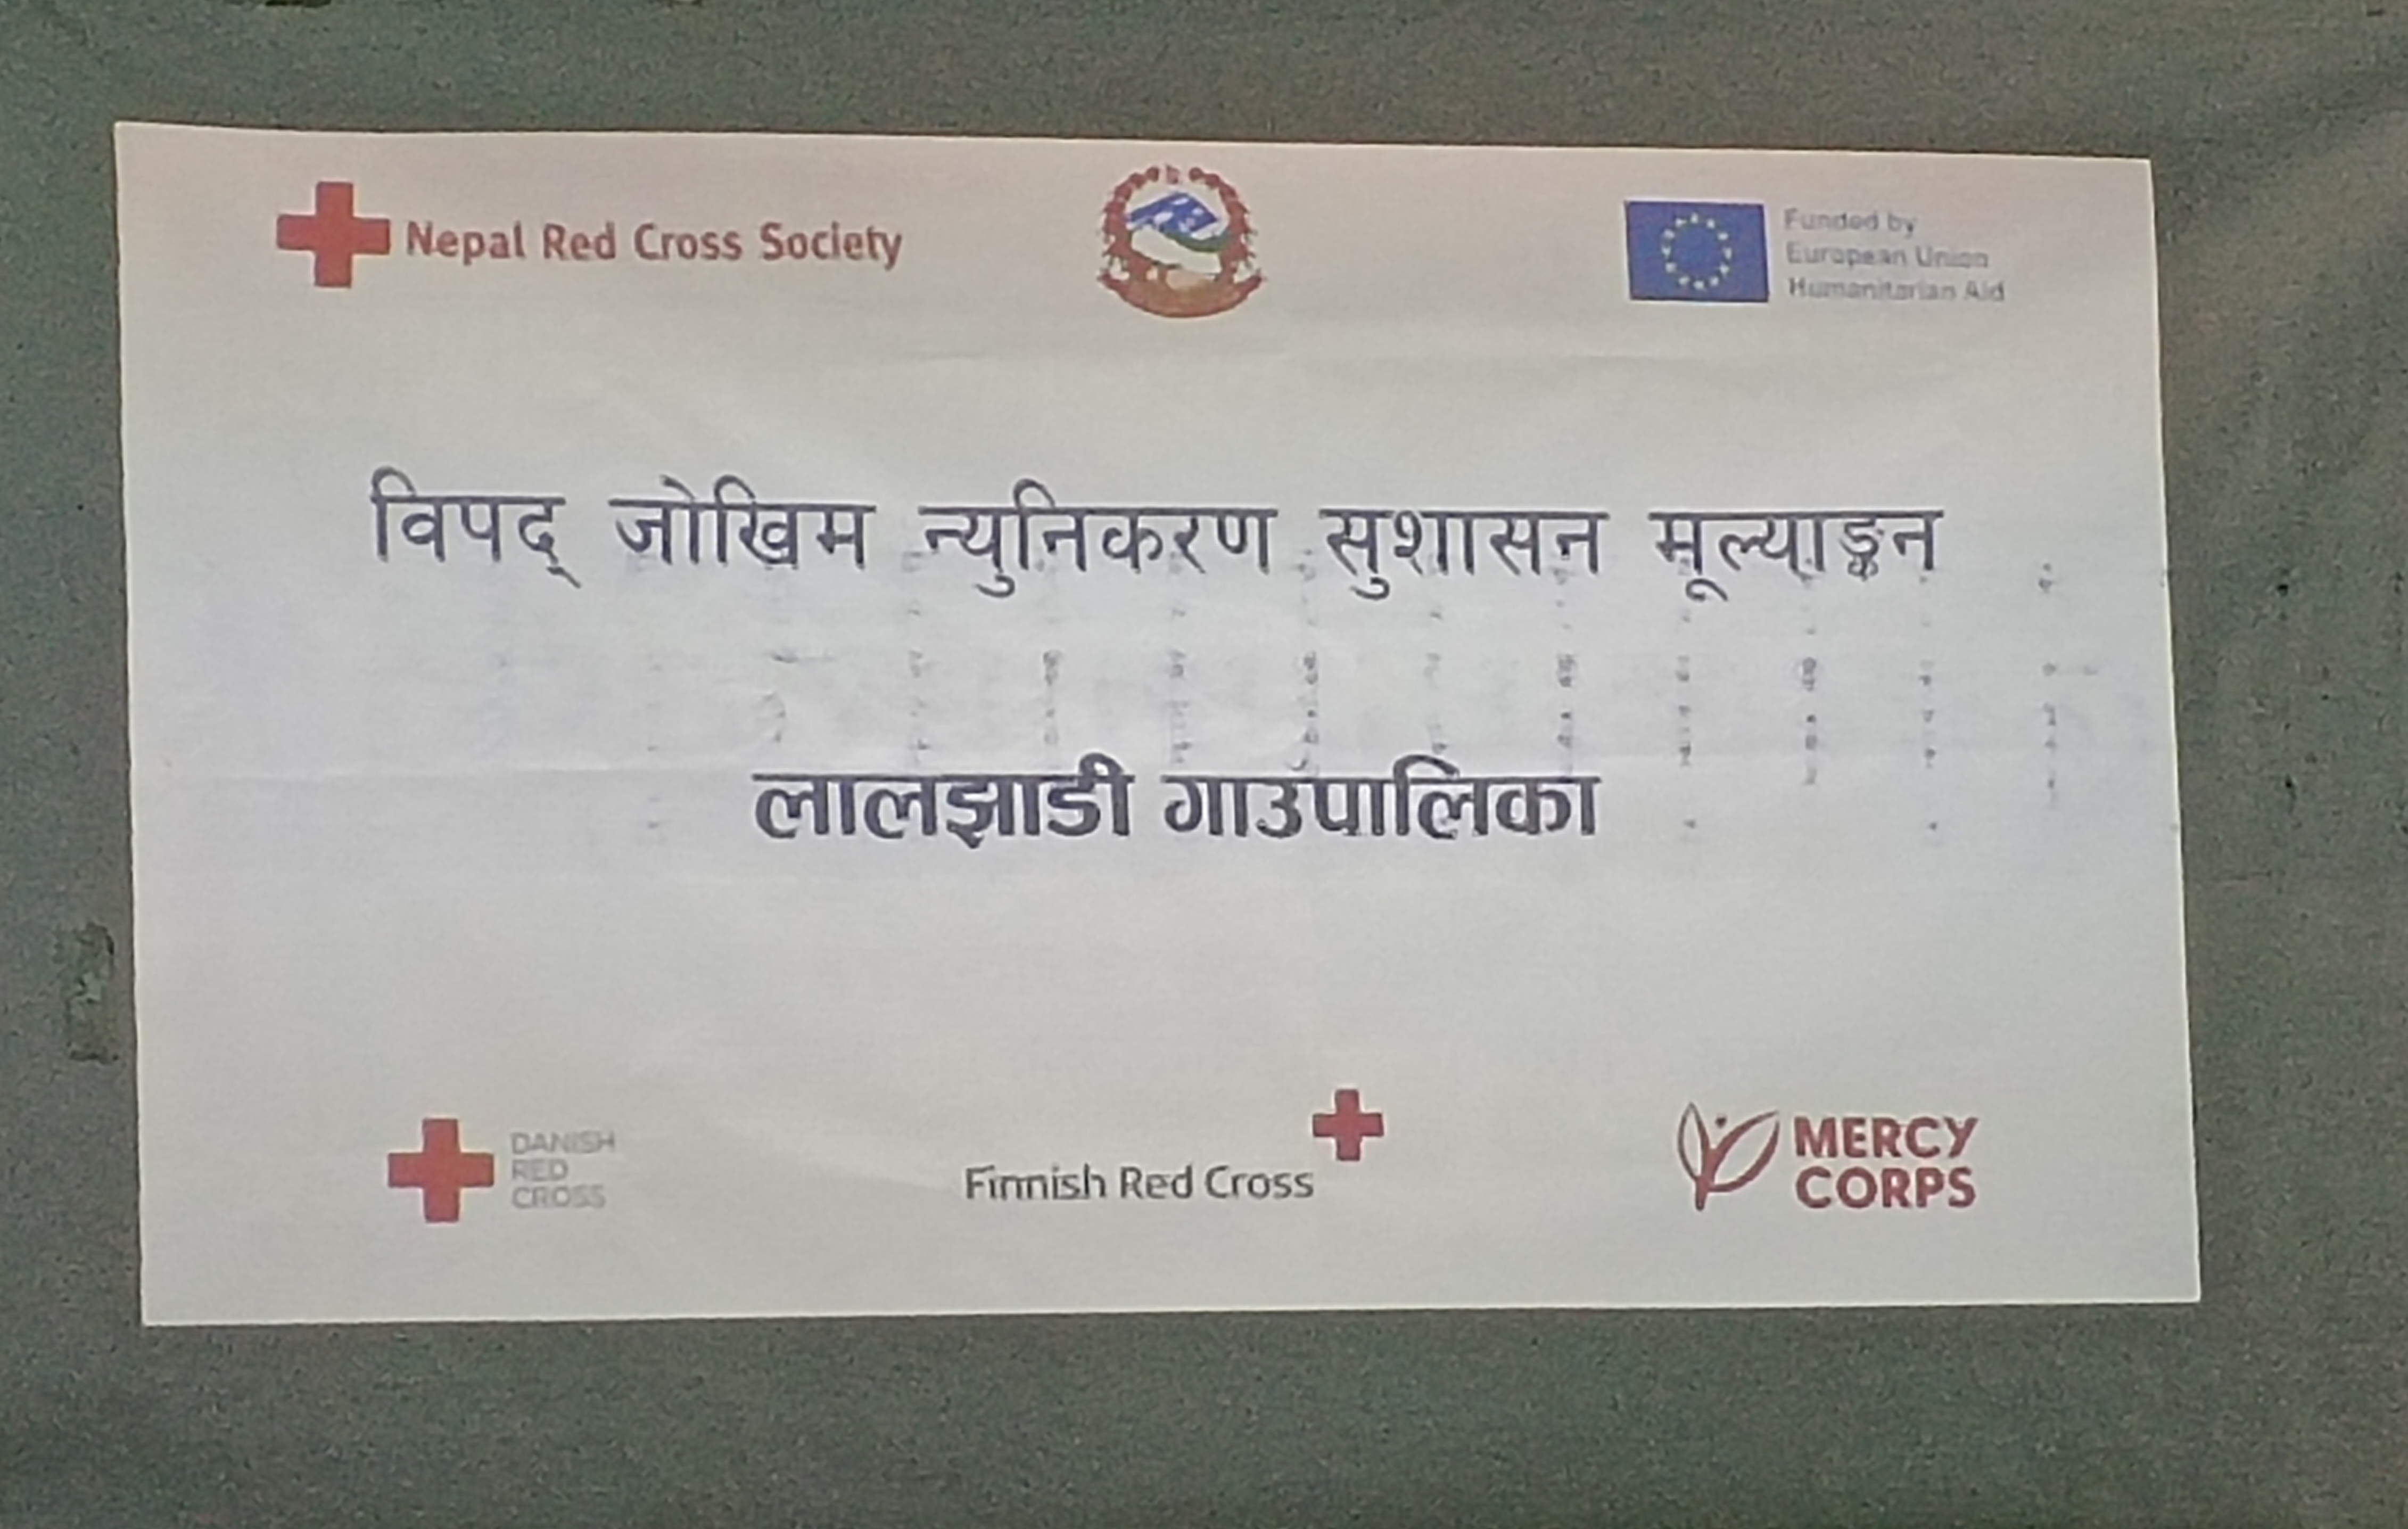 Nepal Red Cross Society
Funded by
European Union
Humanitarian Aid
विपद् जोखिम न्युनिकरण सुशासन मूल्याङ्कन
लालझाडी गाउंपालिका
DANISH
RED
CROSS
Finnish Red Cross
MERCY
CORPS